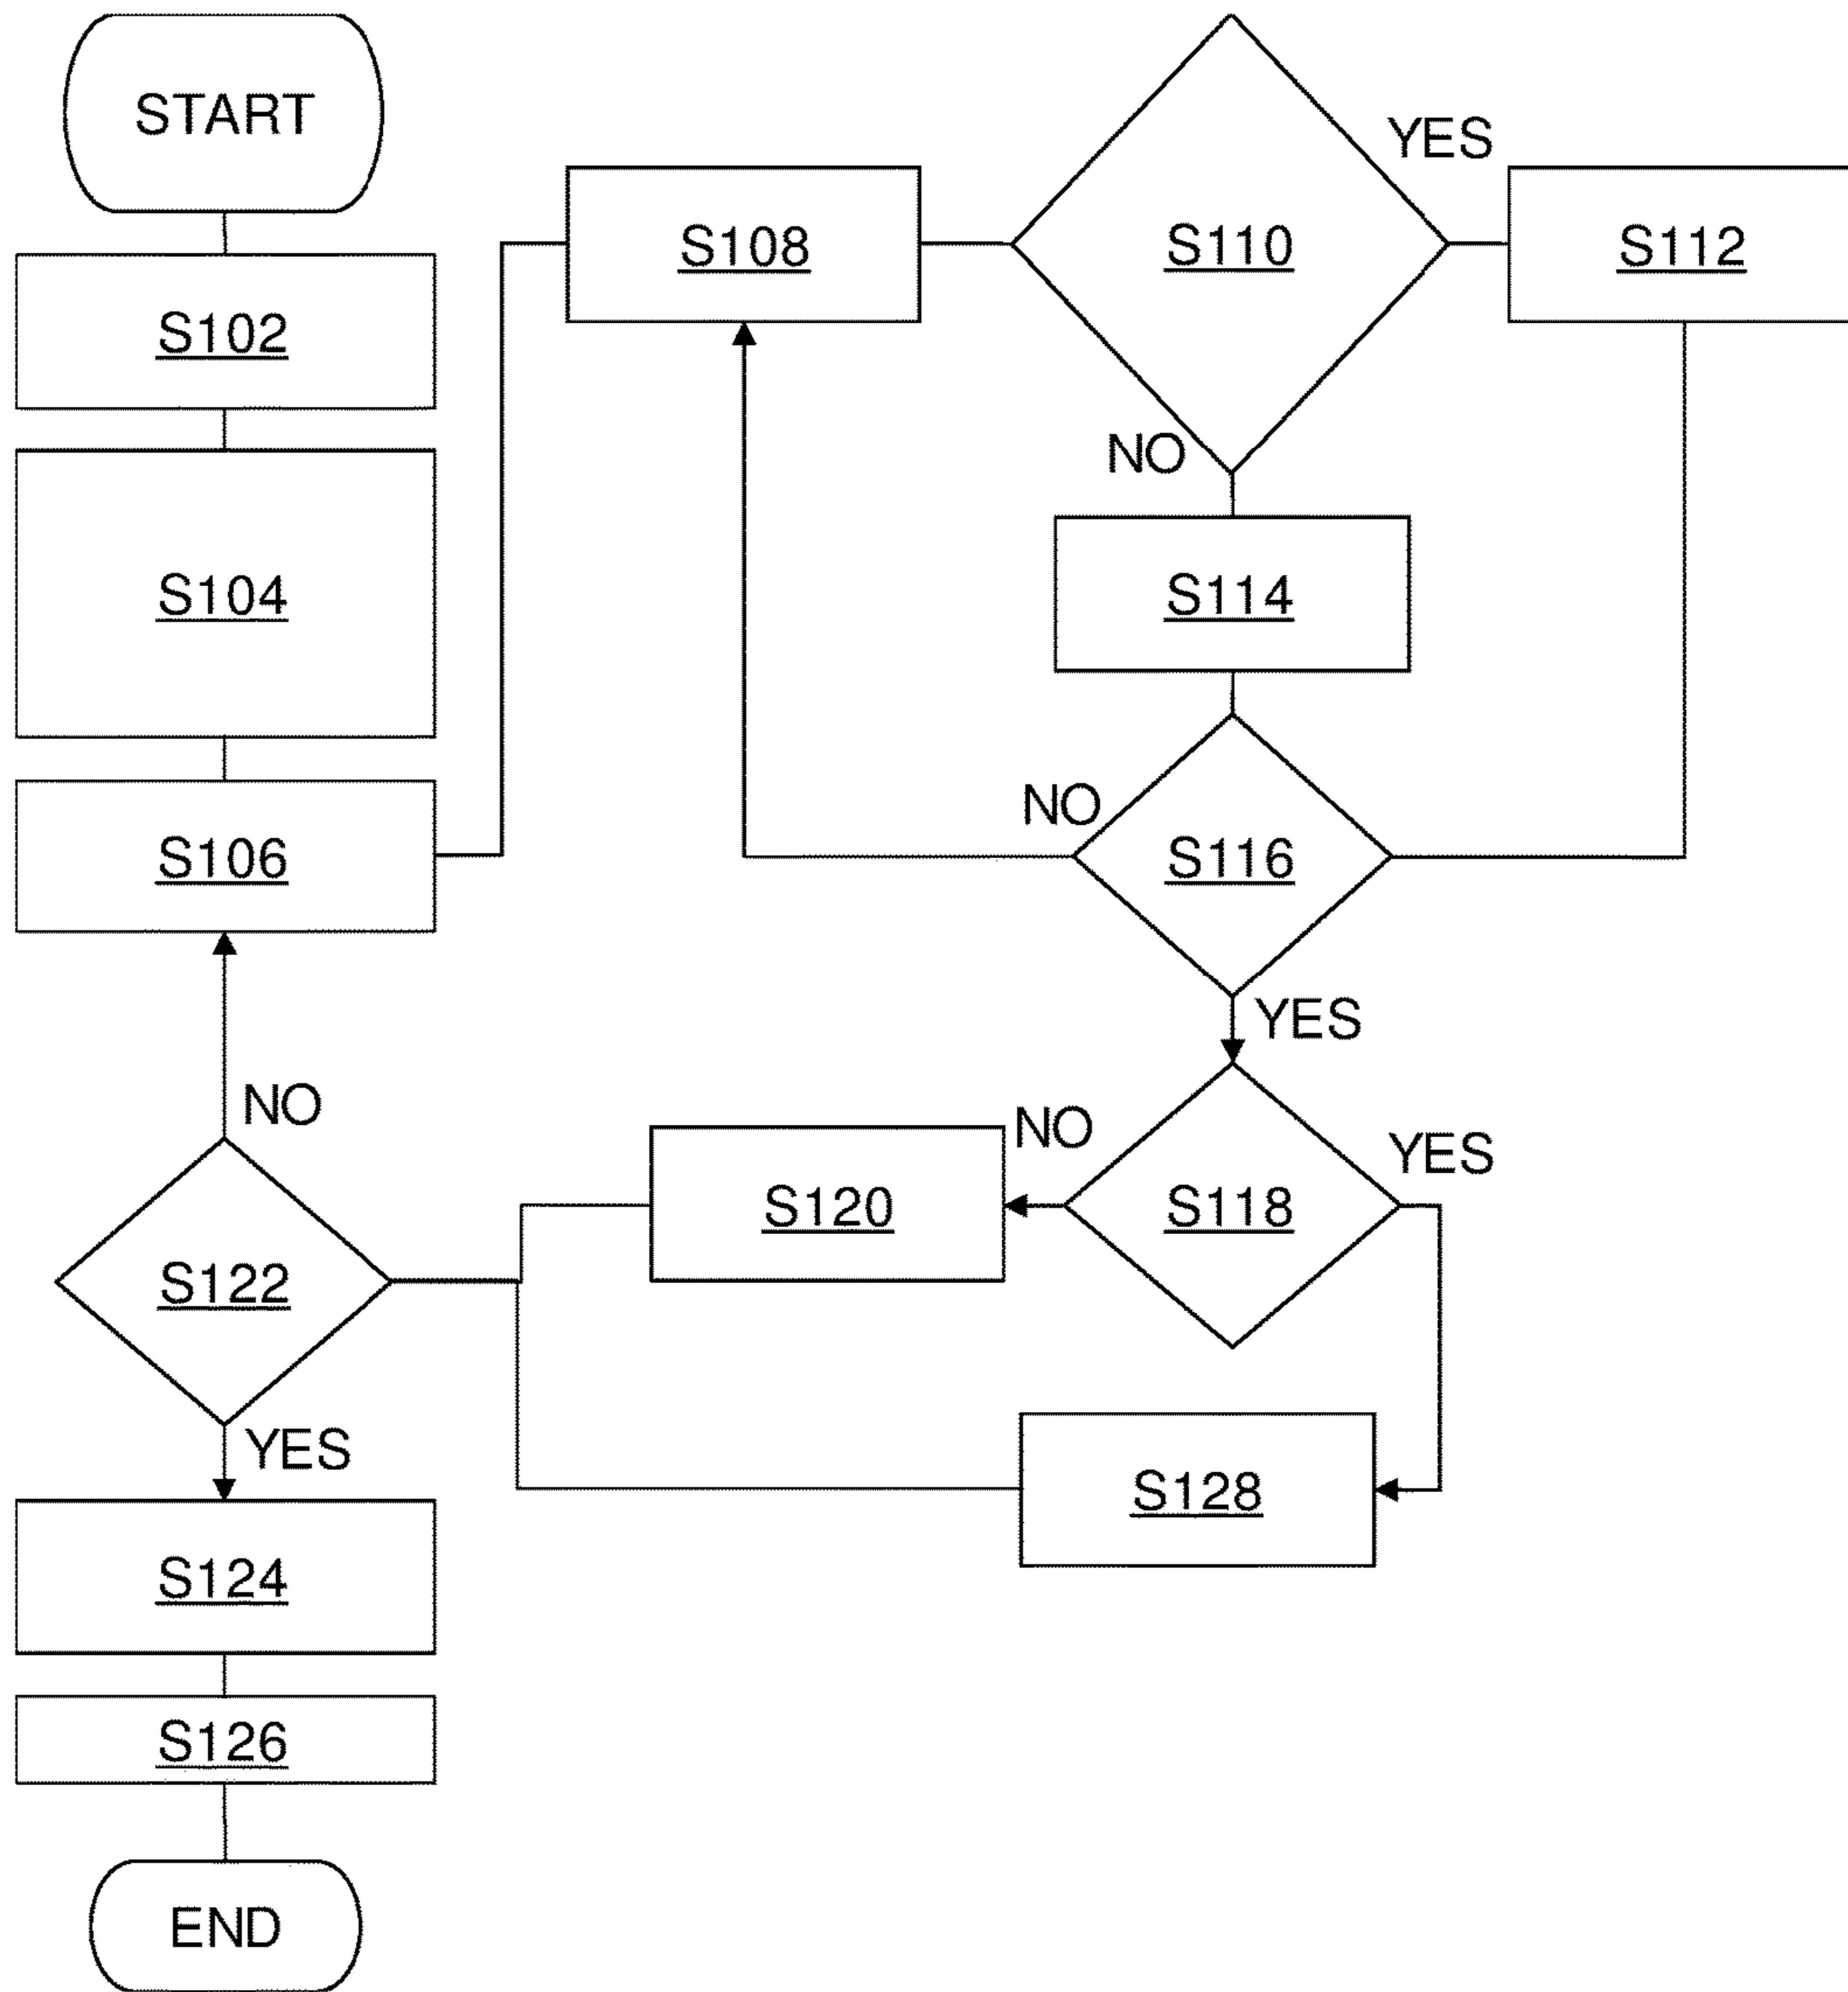 START
S102
S104
S106
S108
S110
YES
S112
NO
S114
NO
S116
YES
NO
YES
S118
S120
S128
NO
S122
YES
S124
S126
END